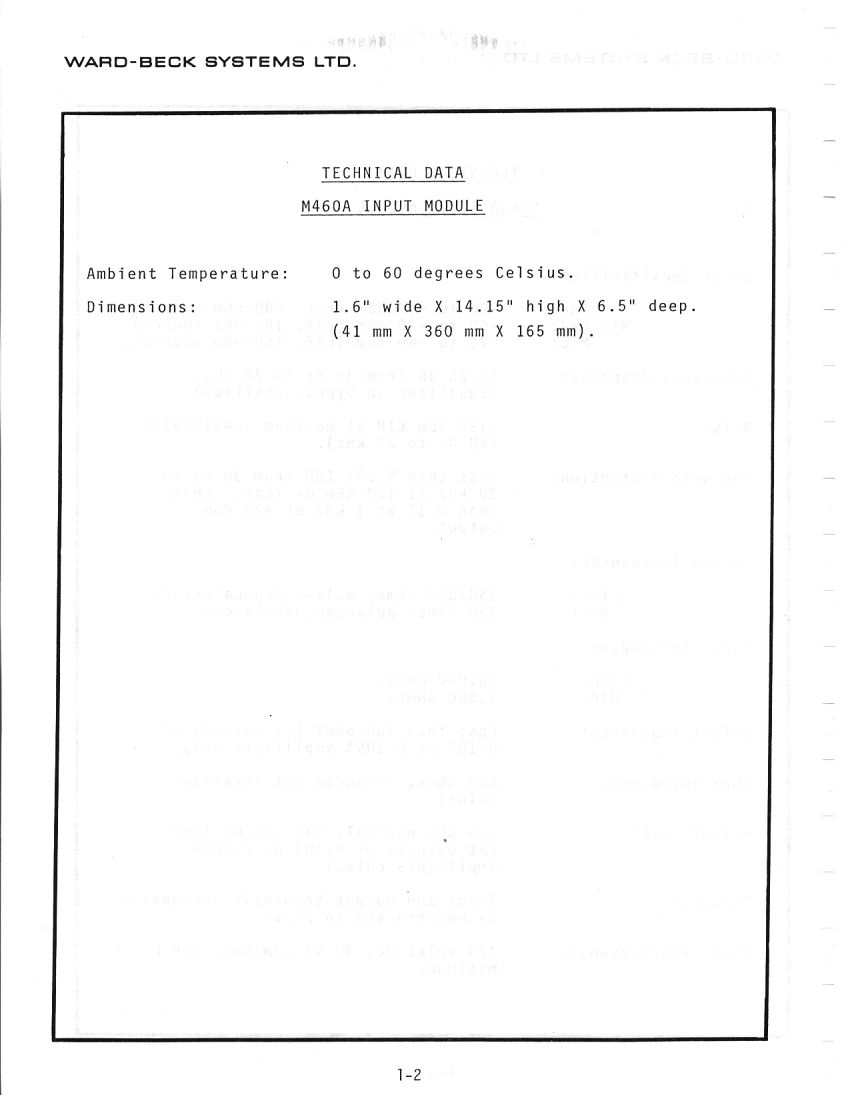 WARD-BECK SYSTEMS LTD.
TECHNICAL DATA
M460A INPUT MODULE
Ambient Temperature: 0 to 60 degrees Celsius.
Dimensions: 1.6" wide X 14.15" high X 6.5" deep.
(41 mm X 360 mm X 165 mm).
1-2